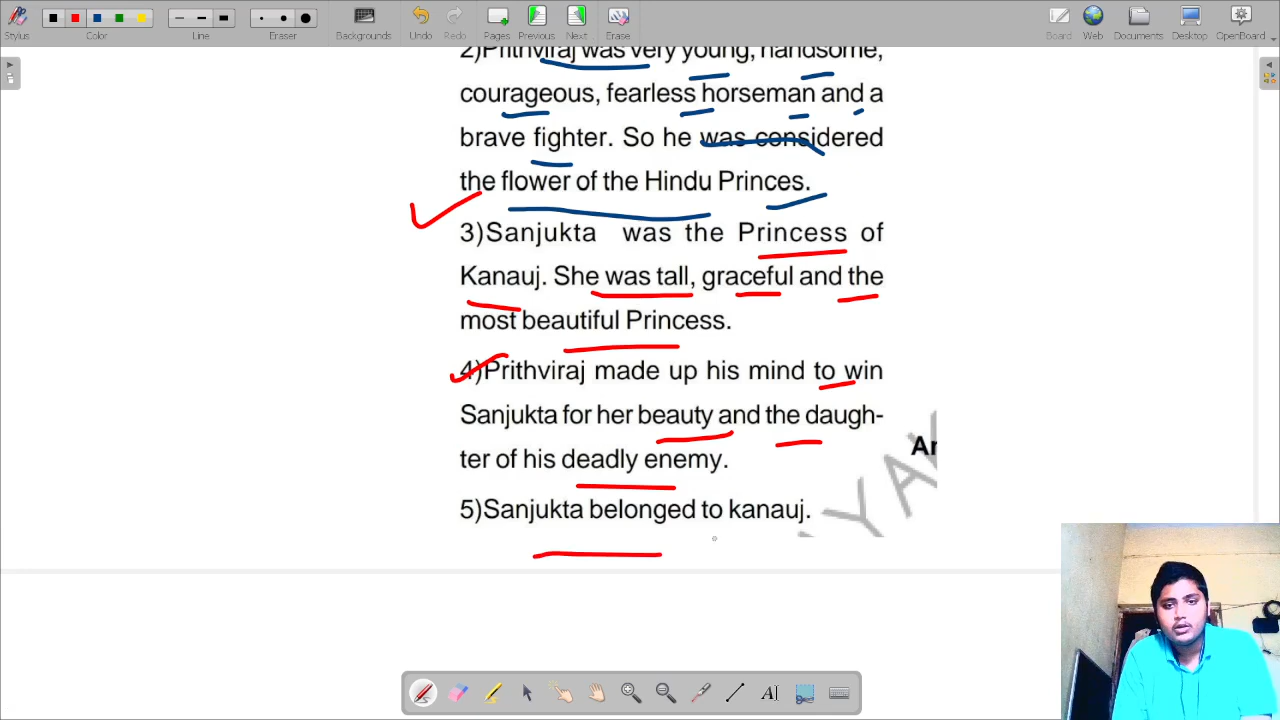 Stylus
Color
Line
Eraser
Backgrounds
Undo
Redo
Pages
Previous
Next
Erase
Board
Web
Documents
Desktop
OpenBoard
2)Prithviraj was very young, handsome,
courageous, fearless horseman and a
brave fighter. So he was considered
the flower of the Hindu Princes.
3)Sanjukta was the Princess of
Kanauj. She was tall, graceful and the
most beautiful Princess.
4)Prithviraj made up his mind to win
Sanjukta for her beauty and the daugh-
ter of his deadly enemy.
5)Sanjukta belonged to kanauj.